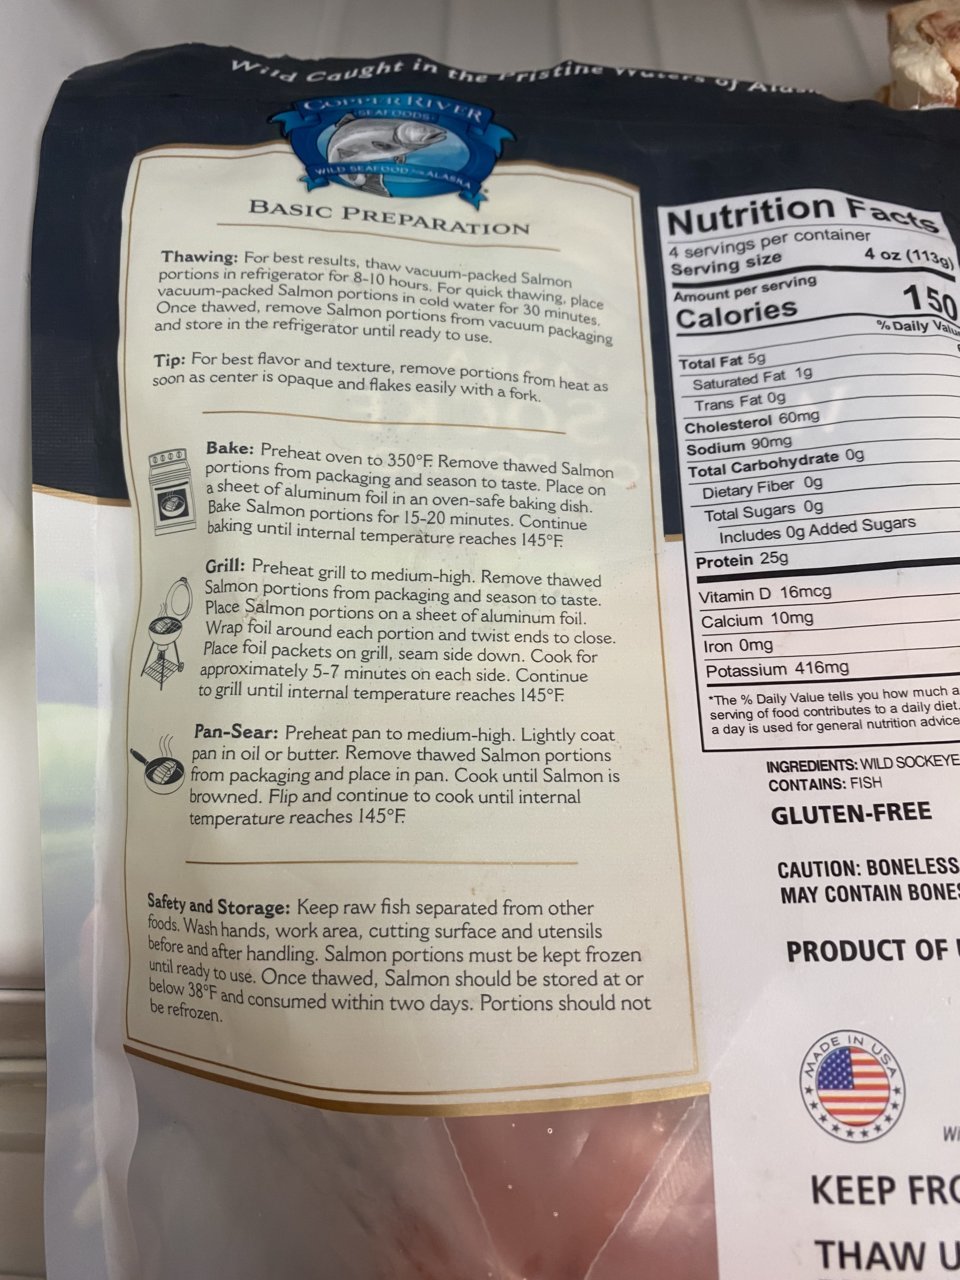 Wild Caught in the Pristine Waters of
COPPER RIVER
SEAFOODS
WILD SEAFOOD FROM ALASKA
BASIC PREPARATION
Thawing: For best results, thaw vacuum-packed Salmon
portions in refrigerator for 8-10 hours. For quick thawing, place
vacuum-packed Salmon portions in cold water for 30 minutes.
Once thawed, remove Salmon portions from vacuum packaging
and store in the refrigerator until ready to use.
Tip: For best flavor and texture, remove portions from heat as
soon as center is opaque and flakes easily with a fork.
Bake: Preheat oven to 350°F. Remove thawed Salmon
portions from packaging and season to taste. Place on
a sheet of aluminum foil in an oven-safe baking dish.
Bake Salmon portions for 15-20 minutes. Continue
baking until internal temperature reaches 145°F.
Grill: Preheat grill to medium-high. Remove thawed
Salmon portions from packaging and season to taste.
Place Salmon portions on a sheet of aluminum foil.
Wrap foil around each portion and twist ends to close.
Place foil packets on grill, seam side down. Cook for
approximately 5-7 minutes on each side. Continue
to grill until internal temperature reaches 145°F.
Pan-Sear: Preheat pan to medium-high. Lightly coat
pan in oil or butter. Remove thawed Salmon portions
from packaging and place in pan. Cook until Salmon is
browned. Flip and continue to cook until internal
temperature reaches 145°F.
Safety and Storage: Keep raw fish separated from other
foods. Wash hands, work area, cutting surface and utensils
before and after handling. Salmon portions must be kept frozen
until ready to use. Once thawed, Salmon should be stored at or
below 38°F and consumed within two days. Portions should not
be refrozen.
Nutrition Facts
4 servings per container
Serving size 4 oz (113g)
Amount per serving
Calories 150
% Daily
Total Fat 5g
Saturated Fat 1g
Trans Fat 0g
Cholesterol 60mg
Sodium 90mg
Total Carbohydrate 0g
Dietary Fiber 0g
Total Sugars 0g
Includes 0g Added Sugars
Protein 25g
Vitamin D 16mcg
Calcium 10mg
Iron 0mg
Potassium 416mg
*The % Daily Value tells you how much a
serving of food contributes to a daily diet.
a day is used for general nutrition advice
INGREDIENTS: WILD SOCKEYE
CONTAINS: FISH
GLUTEN-FREE
CAUTION: BONELESS
MAY CONTAIN BONES
PRODUCT OF
MADE IN USA
KEEP
THAW